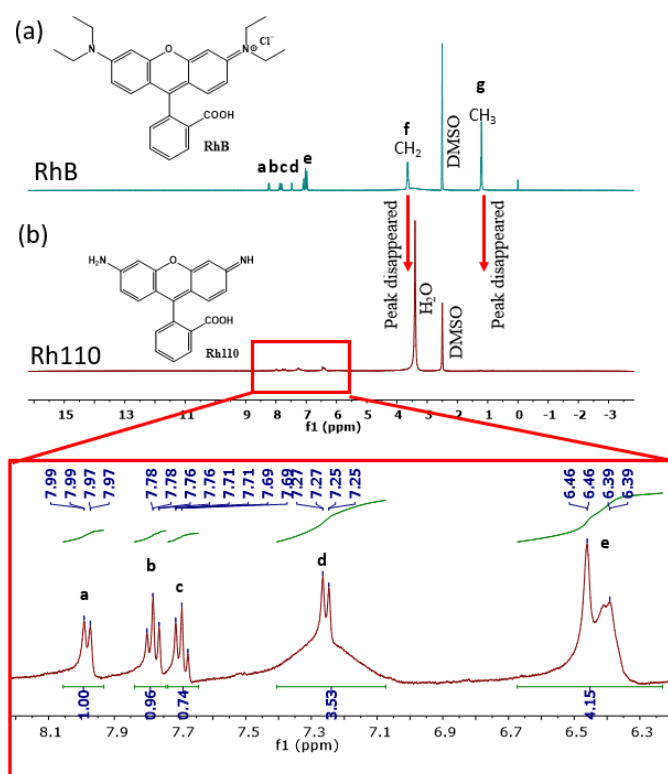 (a)
N
O
N
⊕
Cl⁻
COOH
RhB
RhB
a b c d e
f
CH₂
DMSO
g
CH₃
(b)
H₂N
O
NH
COOH
Rh110
Rh110
Peak disappeared
H₂O
DMSO
Peak disappeared
15 13 11 9 8 7 6 5 4 3 2 1 0 -1 -2 -3
f1 (ppm)
7.99 7.99 7.97 7.97 7.78 7.78 7.76 7.76 7.71 7.71 7.69 7.69 7.27 7.27 7.25 7.25 6.46 6.46 6.39 6.39
a b c d e
1.00 0.96 0.74 3.53 4.15
8.1 7.9 7.7 7.5 7.3 7.1 6.9 6.7 6.5 6.3
f1 (ppm)